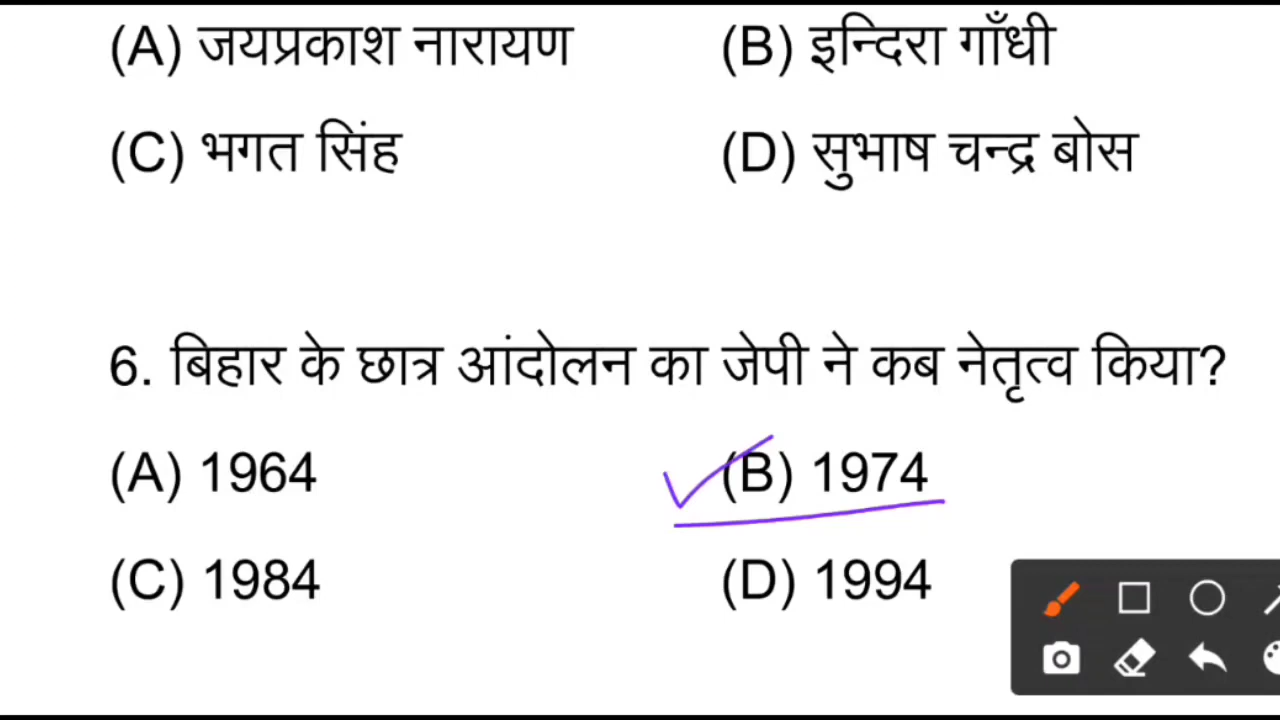 (A) जयप्रकाश नारायण (B) इन्दिरा गाँधी
(C) भगत सिंह (D) सुभाष चन्द्र बोस
6. बिहार के छात्र आंदोलन का जेपी ने कब नेतृत्व किया?
(A) 1964 (B) 1974
(C) 1984 (D) 1994